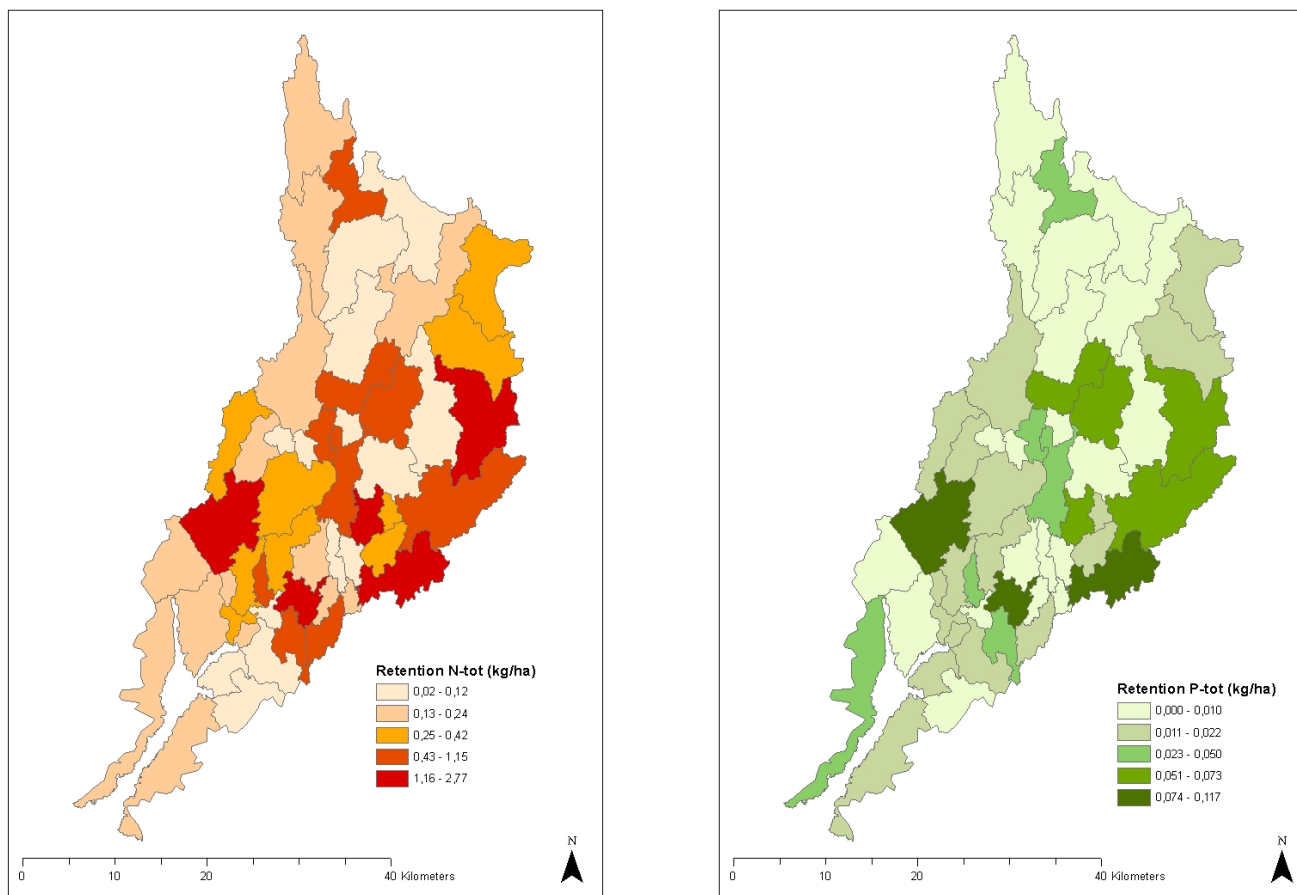 Retention N-tot (kg/ha)
0,02 - 0,12
0,13 - 0,24
0,25 - 0,42
0,43 - 1,15
1,16 - 2,77
N
0 20 40 Kilometers
Retention P-tot (kg/ha)
0,000 - 0,010
0,011 - 0,022
0,023 - 0,050
0,051 - 0,073
0,074 - 0,117
N
0 20 40 Kilometers